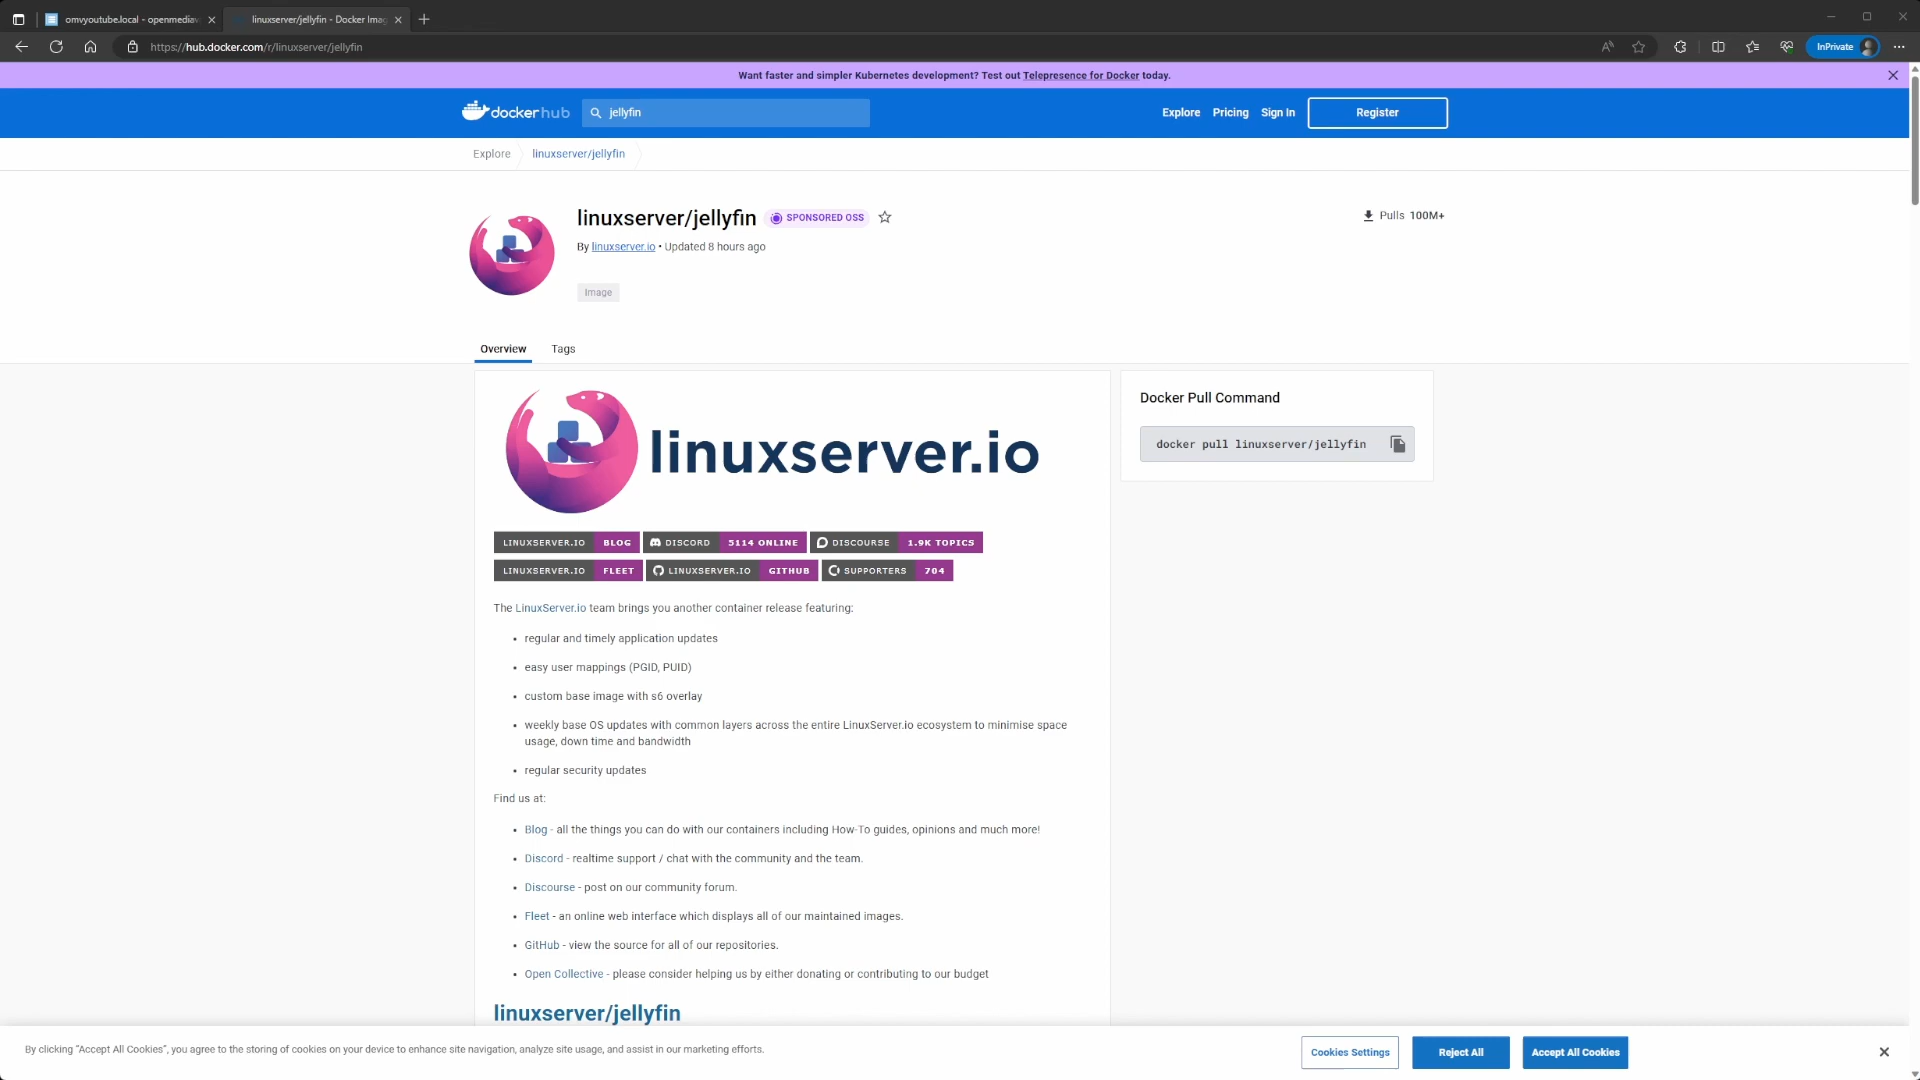 omvyoutube.local - openmediav
linuxserver/jellyfin - Docker Imag
https://hub.docker.com/r/linuxserver/jellyfin
InPrivate
Want faster and simpler Kubernetes development? Test out Telepresence for Docker today.
dockerhub
jellyfin
Explore
Pricing
Sign In
Register
Explore
linuxserver/jellyfin
linuxserver/jellyfin
SPONSORED OSS
Pulls 100M+
By linuxserver.io • Updated 8 hours ago
Image
Overview
Tags
linuxserver.io
Docker Pull Command
docker pull linuxserver/jellyfin
LINUXSERVER.IO BLOG
DISCORD 5114 ONLINE
DISCOURSE 1.9K TOPICS
LINUXSERVER.IO FLEET
LINUXSERVER.IO GITHUB
SUPPORTERS 704
The LinuxServer.io team brings you another container release featuring:
• regular and timely application updates
• easy user mappings (PGID, PUID)
• custom base image with s6 overlay
• weekly base OS updates with common layers across the entire LinuxServer.io ecosystem to minimise space
usage, down time and bandwidth
• regular security updates
Find us at:
• Blog - all the things you can do with our containers including How-To guides, opinions and much more!
• Discord - realtime support / chat with the community and the team.
• Discourse - post on our community forum.
• Fleet - an online web interface which displays all of our maintained images.
• GitHub - view the source for all of our repositories.
• Open Collective - please consider helping us by either donating or contributing to our budget
linuxserver/jellyfin
By clicking "Accept All Cookies", you agree to the storing of cookies on your device to enhance site navigation, analyze site usage, and assist in our marketing efforts.
Cookies Settings
Reject All
Accept All Cookies